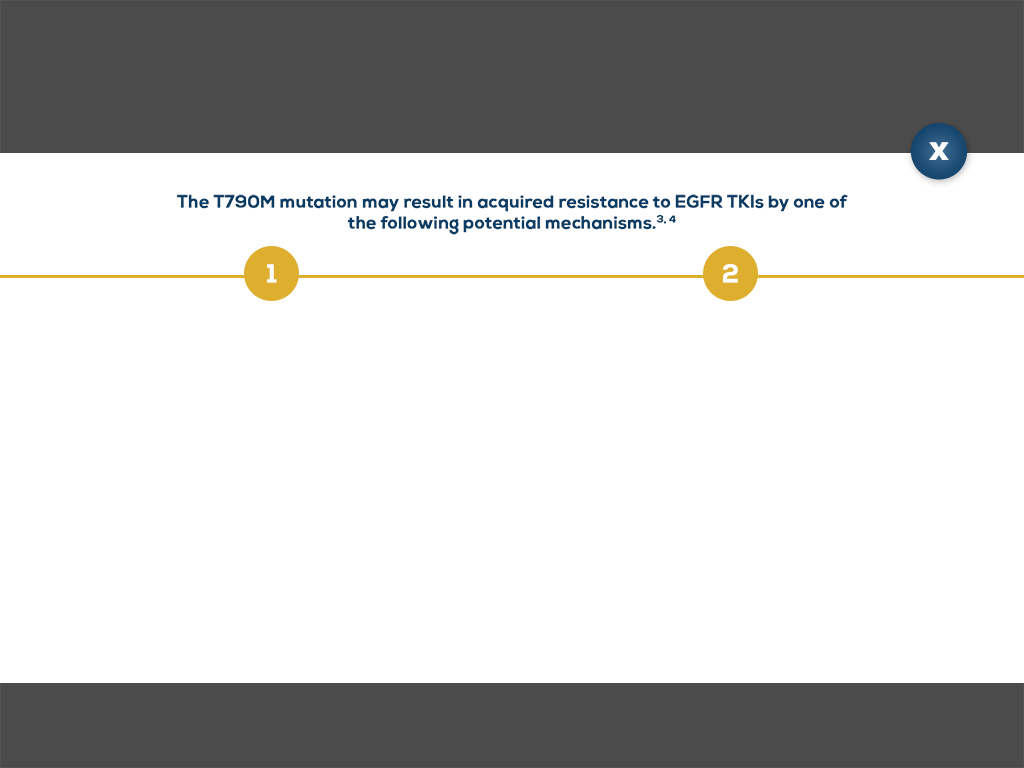 X
The T790M mutation may result in acquired resistance to EGFR TKIs by one of
the following potential mechanisms.3, 4
1
2